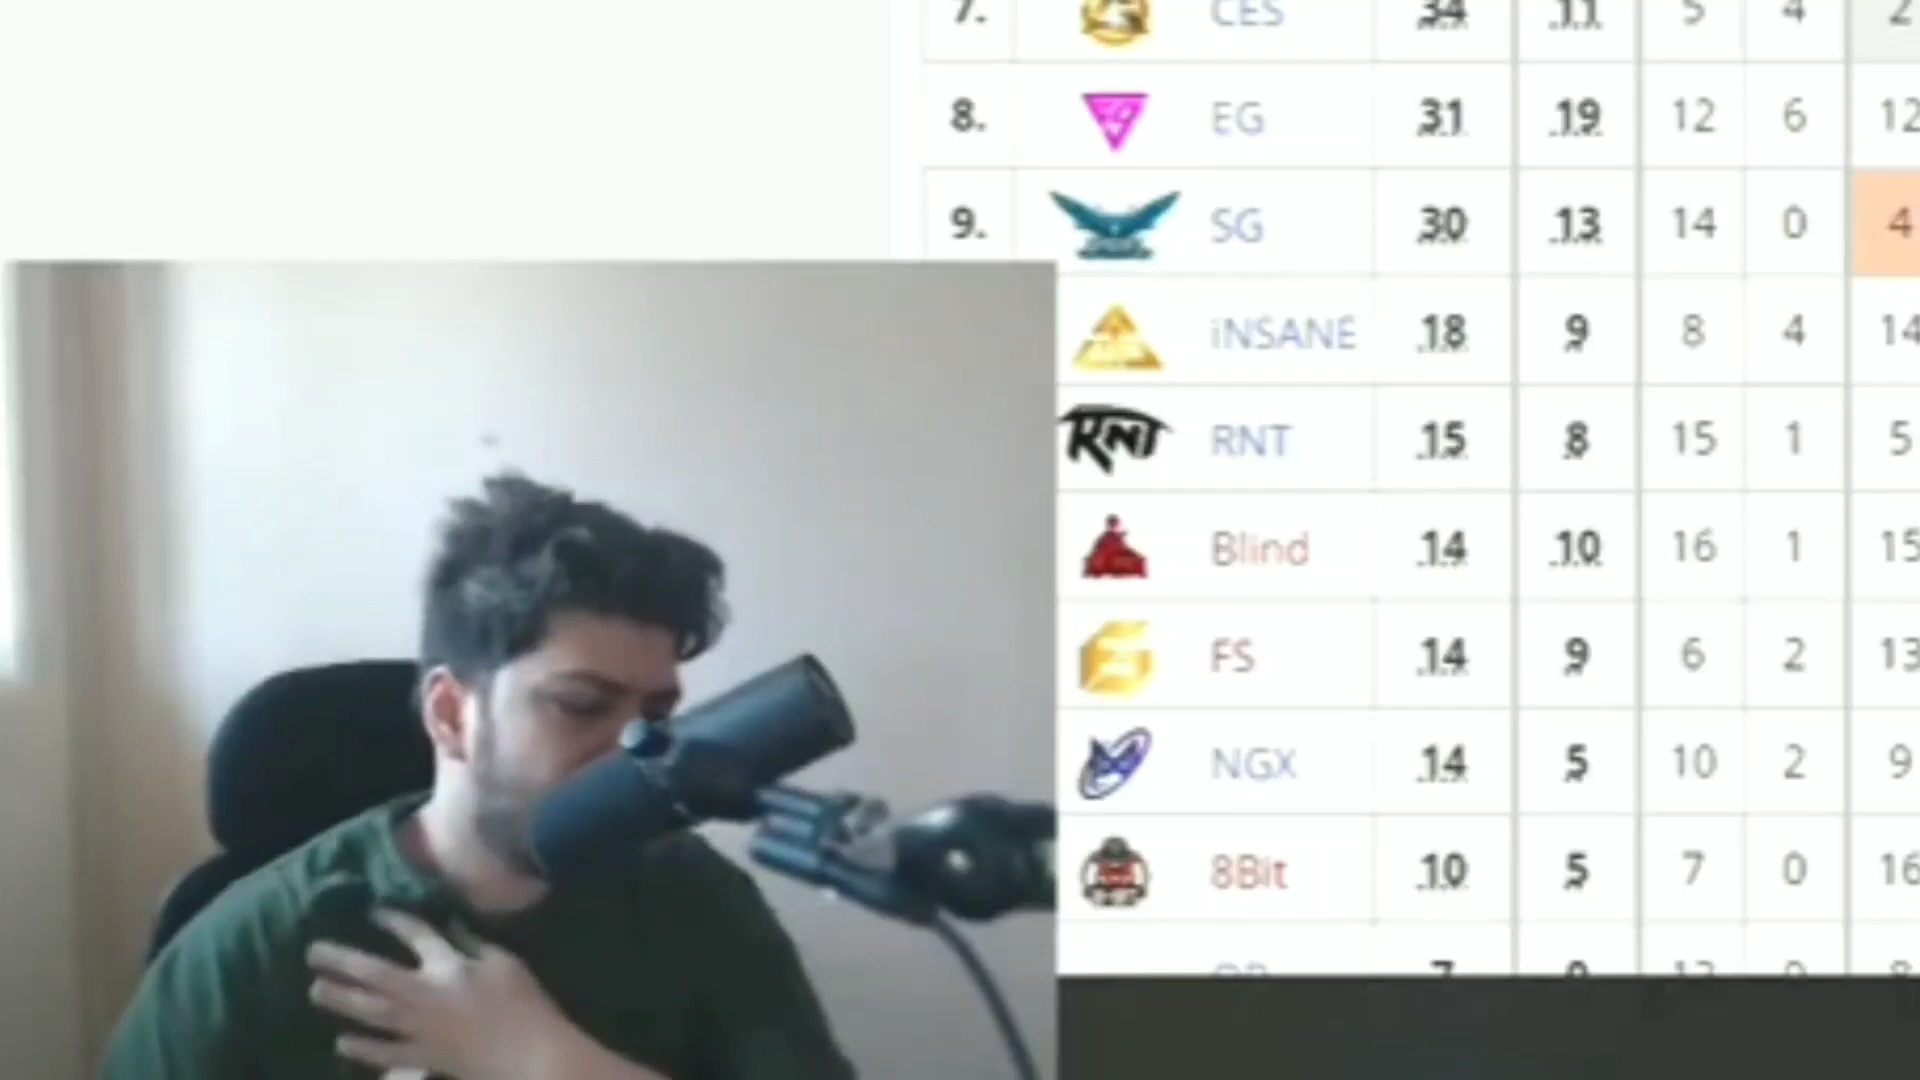 7. CES 34 11 5 4 2
8. EG 31 19 12 6 12
9. SG 30 13 14 0 4
iNSANE 18 9 8 4 14
RNT RNT 15 8 15 1 5
Blind 14 10 16 1 15
FS 14 9 6 2 13
NGX 14 5 10 2 9
8Bit 10 5 7 0 16